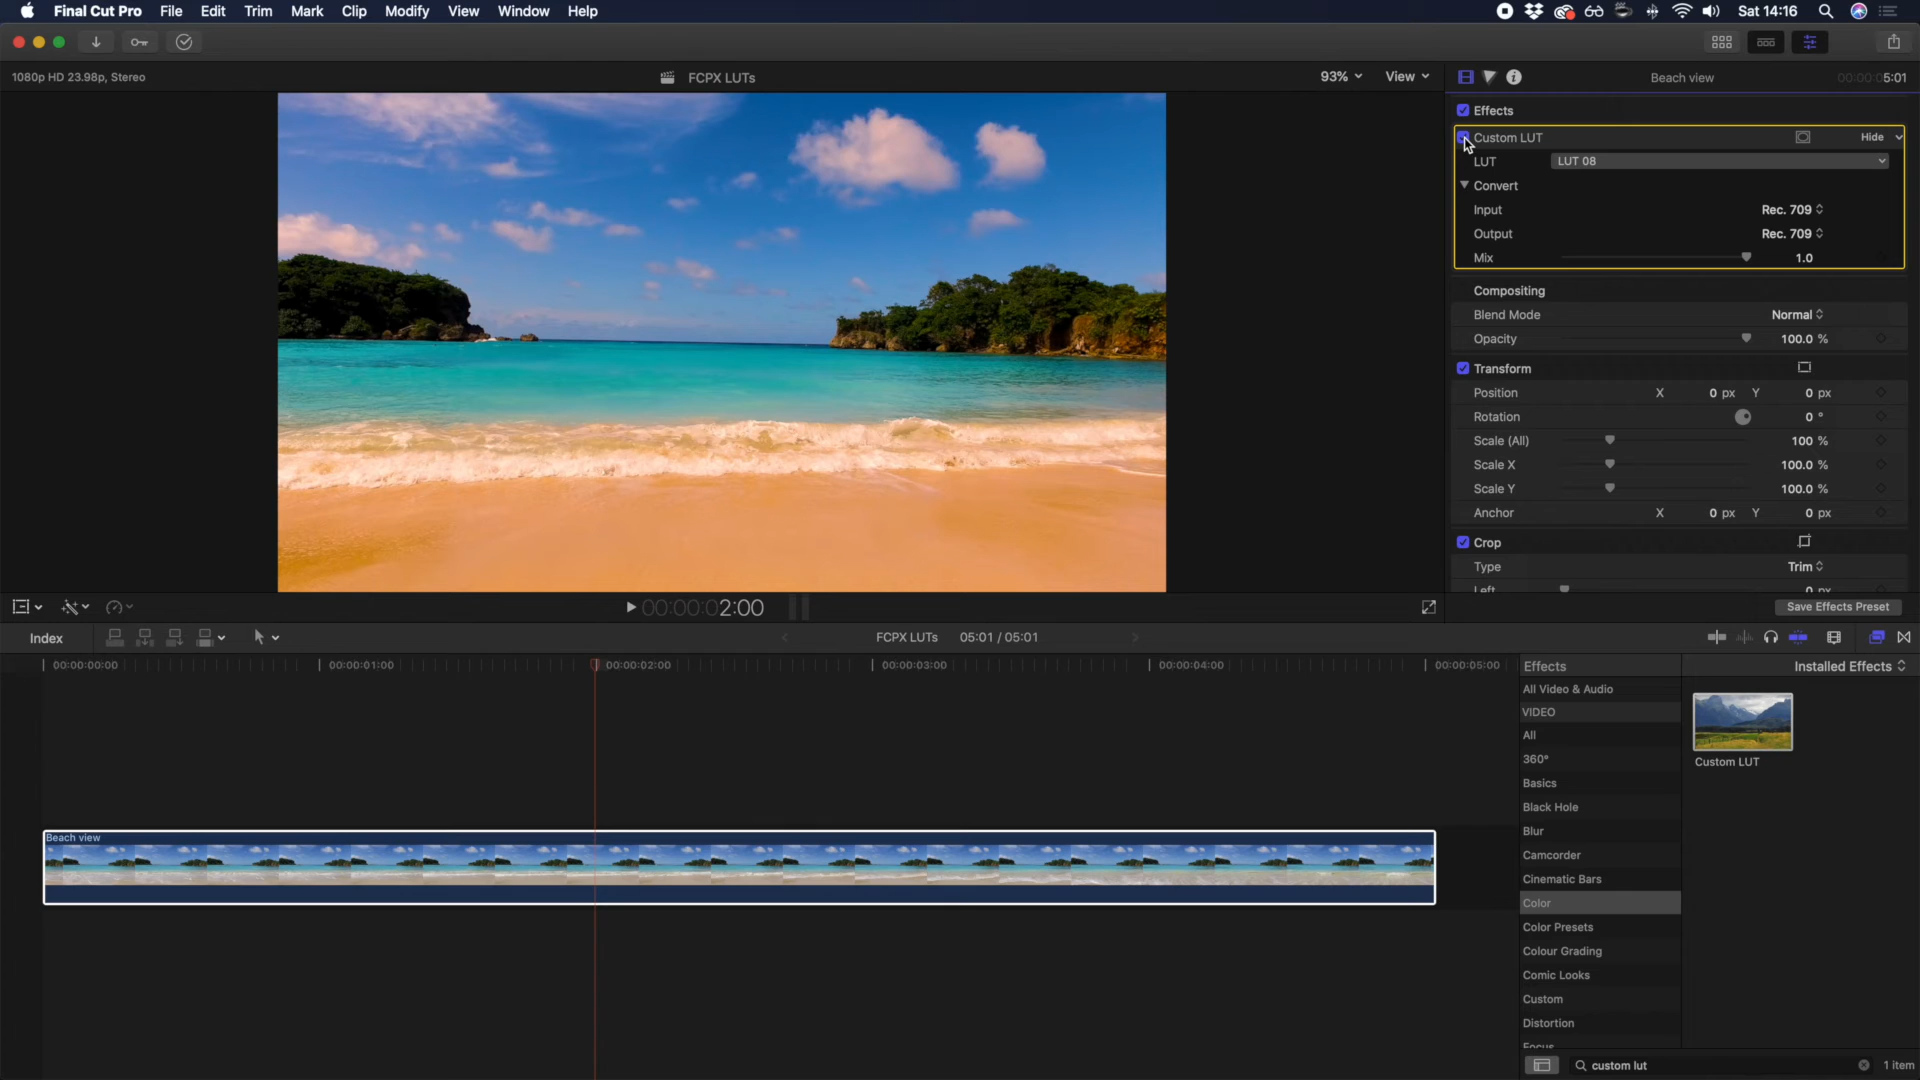 Final Cut Pro File Edit Trim Mark Clip Modify View Window Help Sat 14:16
1080p HD 23.98p, Stereo FCPX LUTs 93% View Beach view 00:00:05:01
Effects
Custom LUT Hide
LUT LUT 08
Convert
Input Rec. 709
Output Rec. 709
Mix 1.0
Compositing
Blend Mode Normal
Opacity 100.0 %
Transform
Position X 0 px Y 0 px
Rotation 0 °
Scale (All) 100 %
Scale X 100.0 %
Scale Y 100.0 %
Anchor X 0 px Y 0 px
Crop
Type Trim
Left 0 px
00:00:02:00 Save Effects Preset
Index FCPX LUTs 05:01 / 05:01
00:00:00:00 00:00:01:00 00:00:02:00 00:00:03:00 00:00:04:00 00:00:05:00 Effects Installed Effects
All Video & Audio
VIDEO
All
360°
Custom LUT
Basics
Black Hole
Blur
Beach view
Camcorder
Cinematic Bars
Color
Color Presets
Colour Grading
Comic Looks
Custom
Distortion
Focus
custom lut 1 item